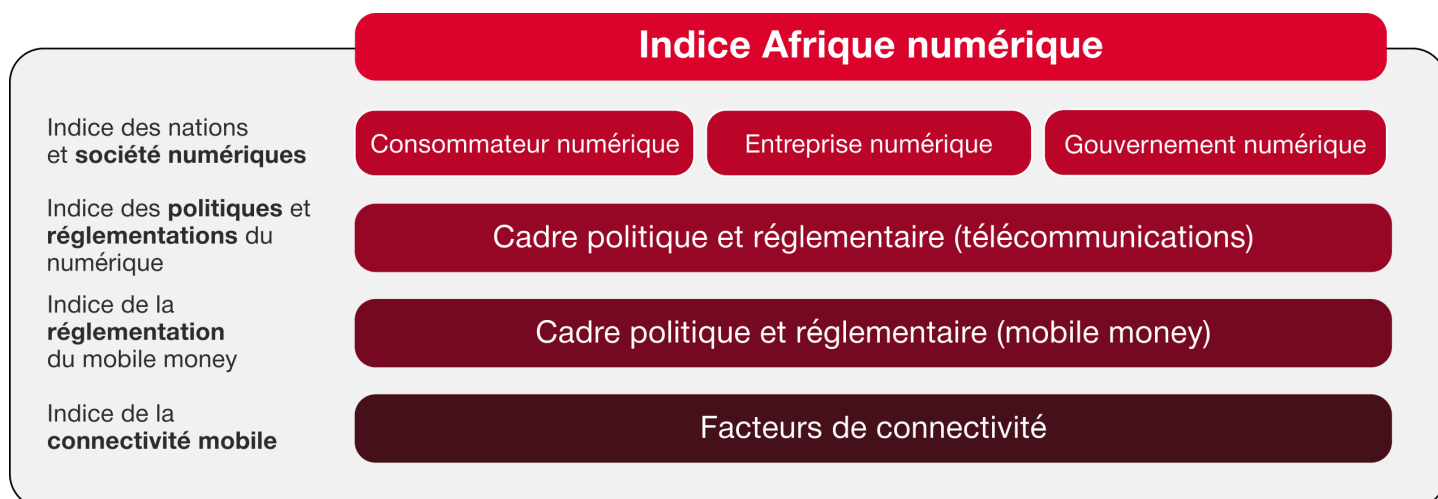 Indice Afrique numérique
Indice des nations
et société numériques
Consommateur numérique
Entreprise numérique
Gouvernement numérique
Indice des politiques et
réglementations du
numérique
Cadre politique et réglementaire (télécommunications)
Indice de la
réglementation
du mobile money
Cadre politique et réglementaire (mobile money)
Indice de la
connectivité mobile
Facteurs de connectivité